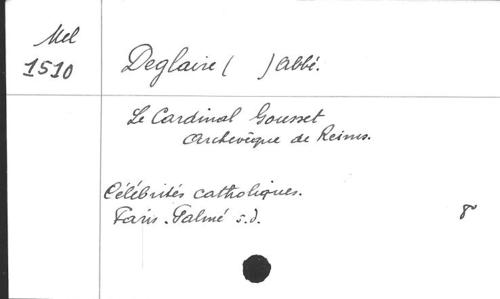 Mel
1510
Deglaire ( ) Abbé.
Le Cardinal Gousset
Archevêque de Reims.
Célébrités catholiques.
Paris. Palmé s.d. 8°